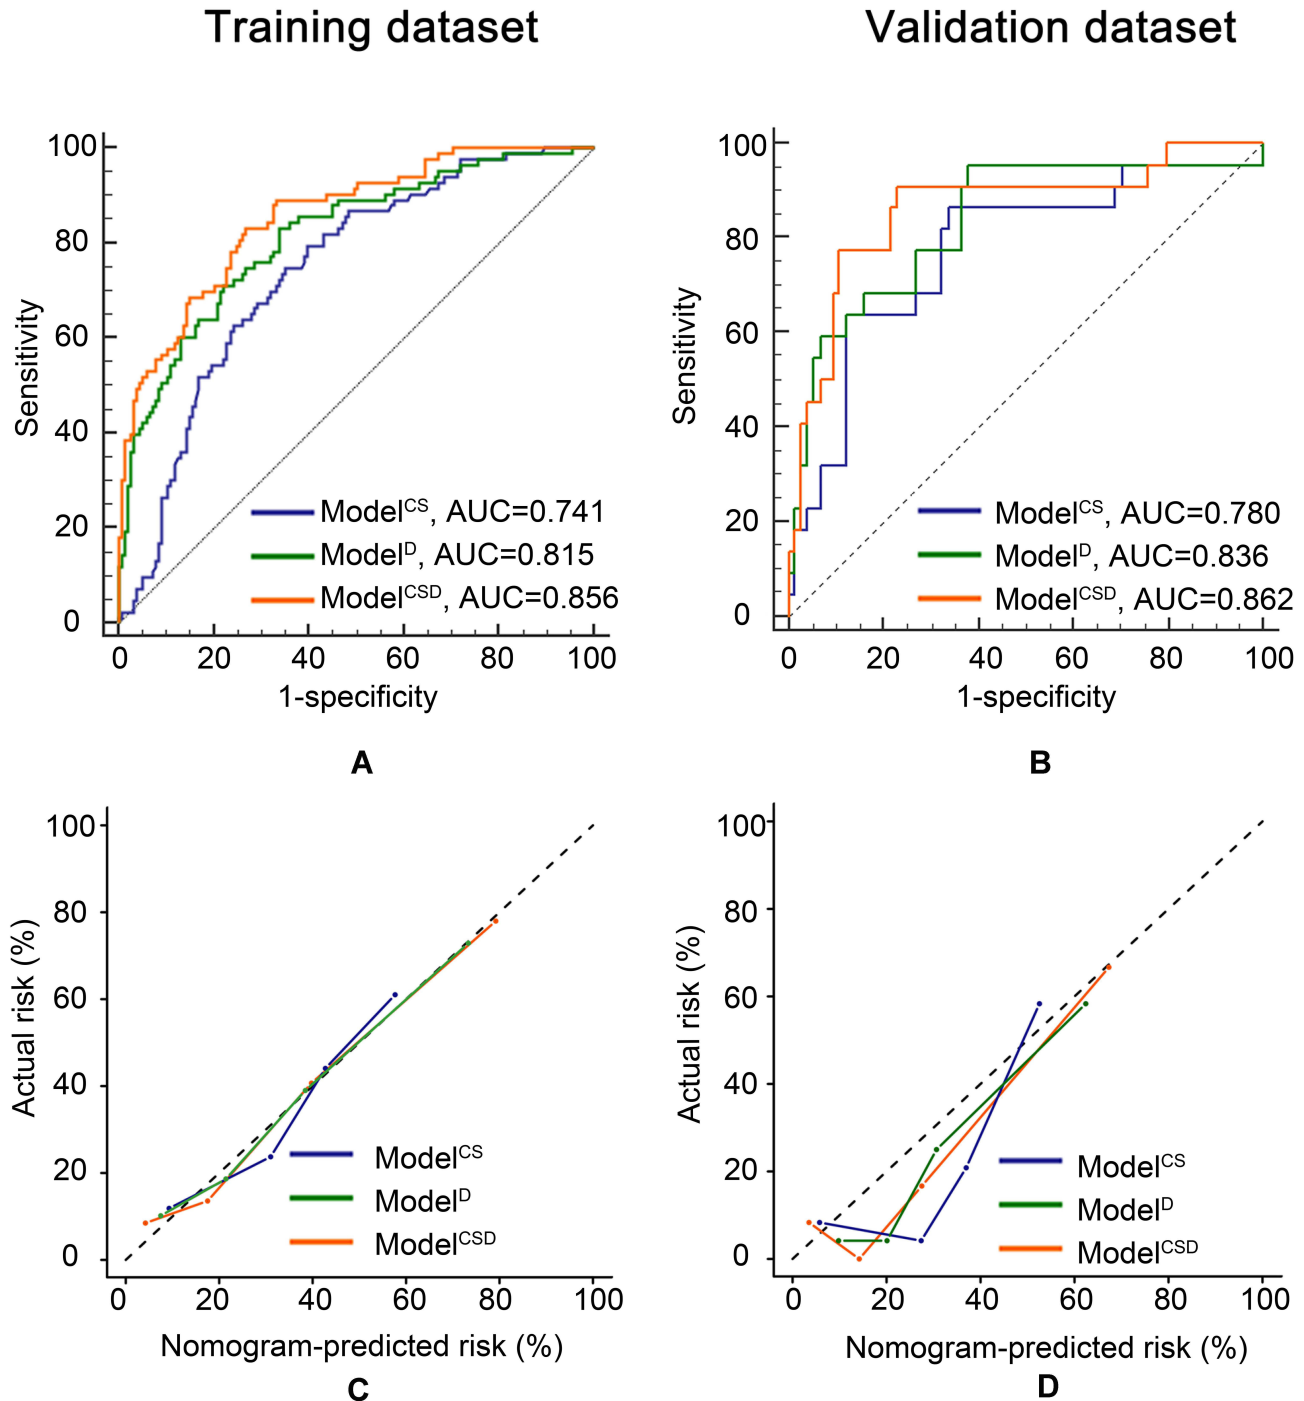 Training dataset
Validation dataset
100
80
60
40
20
0
Sensitivity
Model^CS, AUC=0.741
Model^D, AUC=0.815
Model^CSD, AUC=0.856
0 20 40 60 80 100
1-specificity
A
100
80
60
40
20
0
Sensitivity
Model^CS, AUC=0.780
Model^D, AUC=0.836
Model^CSD, AUC=0.862
0 20 40 60 80 100
1-specificity
B
100
80
60
40
20
0
Actual risk (%)
Model^CS
Model^D
Model^CSD
0 20 40 60 80 100
Nomogram-predicted risk (%)
C
100
80
60
40
20
0
Actual risk (%)
Model^CS
Model^D
Model^CSD
0 20 40 60 80 100
Nomogram-predicted risk (%)
D